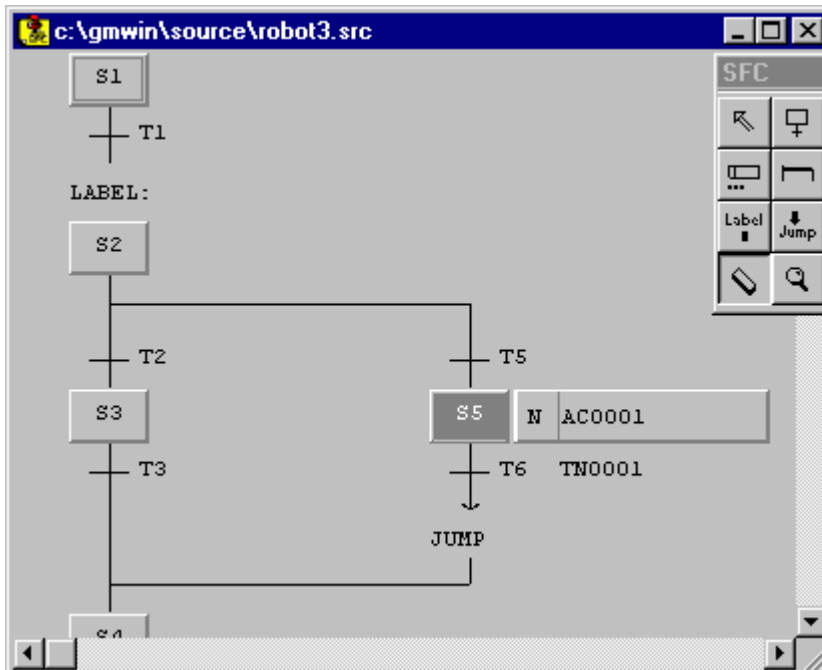 c:\gmwin\source\robot3.src
SFC
S1
T1
LABEL:
Label
Jump
S2
T2
T5
S3
S5
N AC0001
T3
T6 TN0001
JUMP
S4